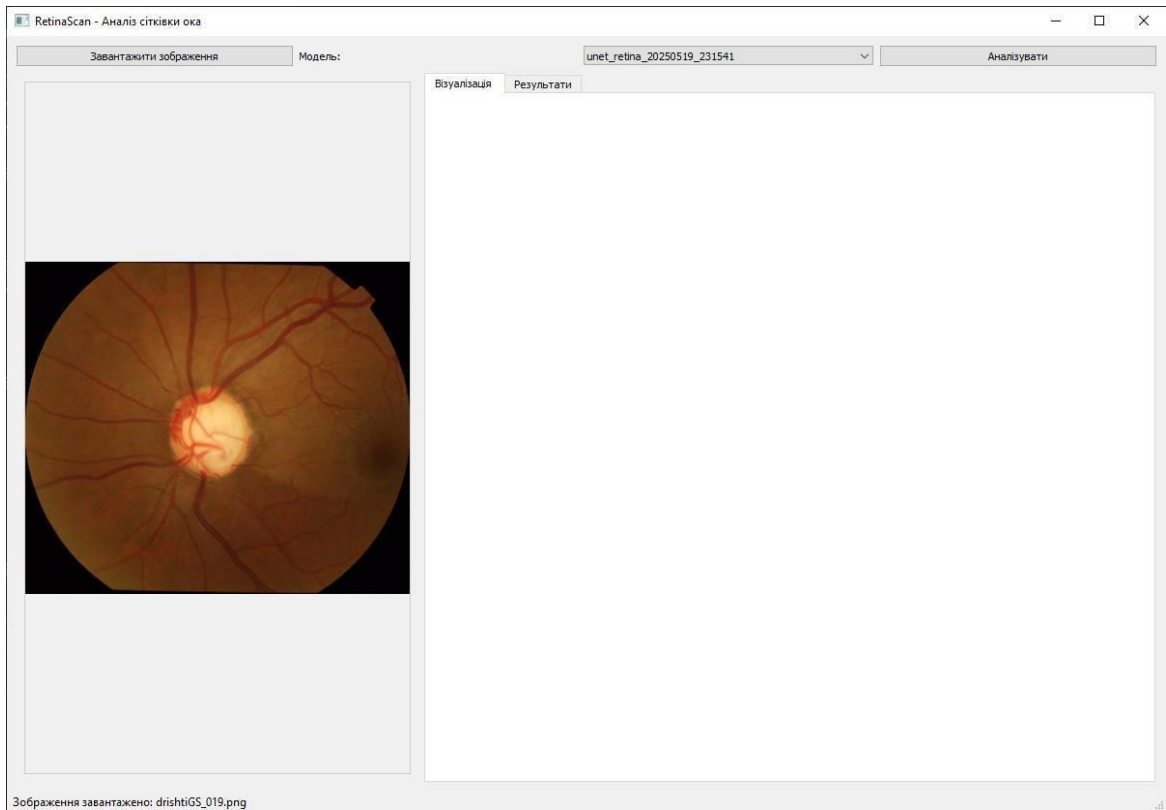 RetinaScan - Аналіз сітківки ока
Завантажити зображення
Модель:
unet_retina_20250519_231541
Аналізувати
Візуалізація
Результати
Зображення завантажено: drishtiGS_019.png